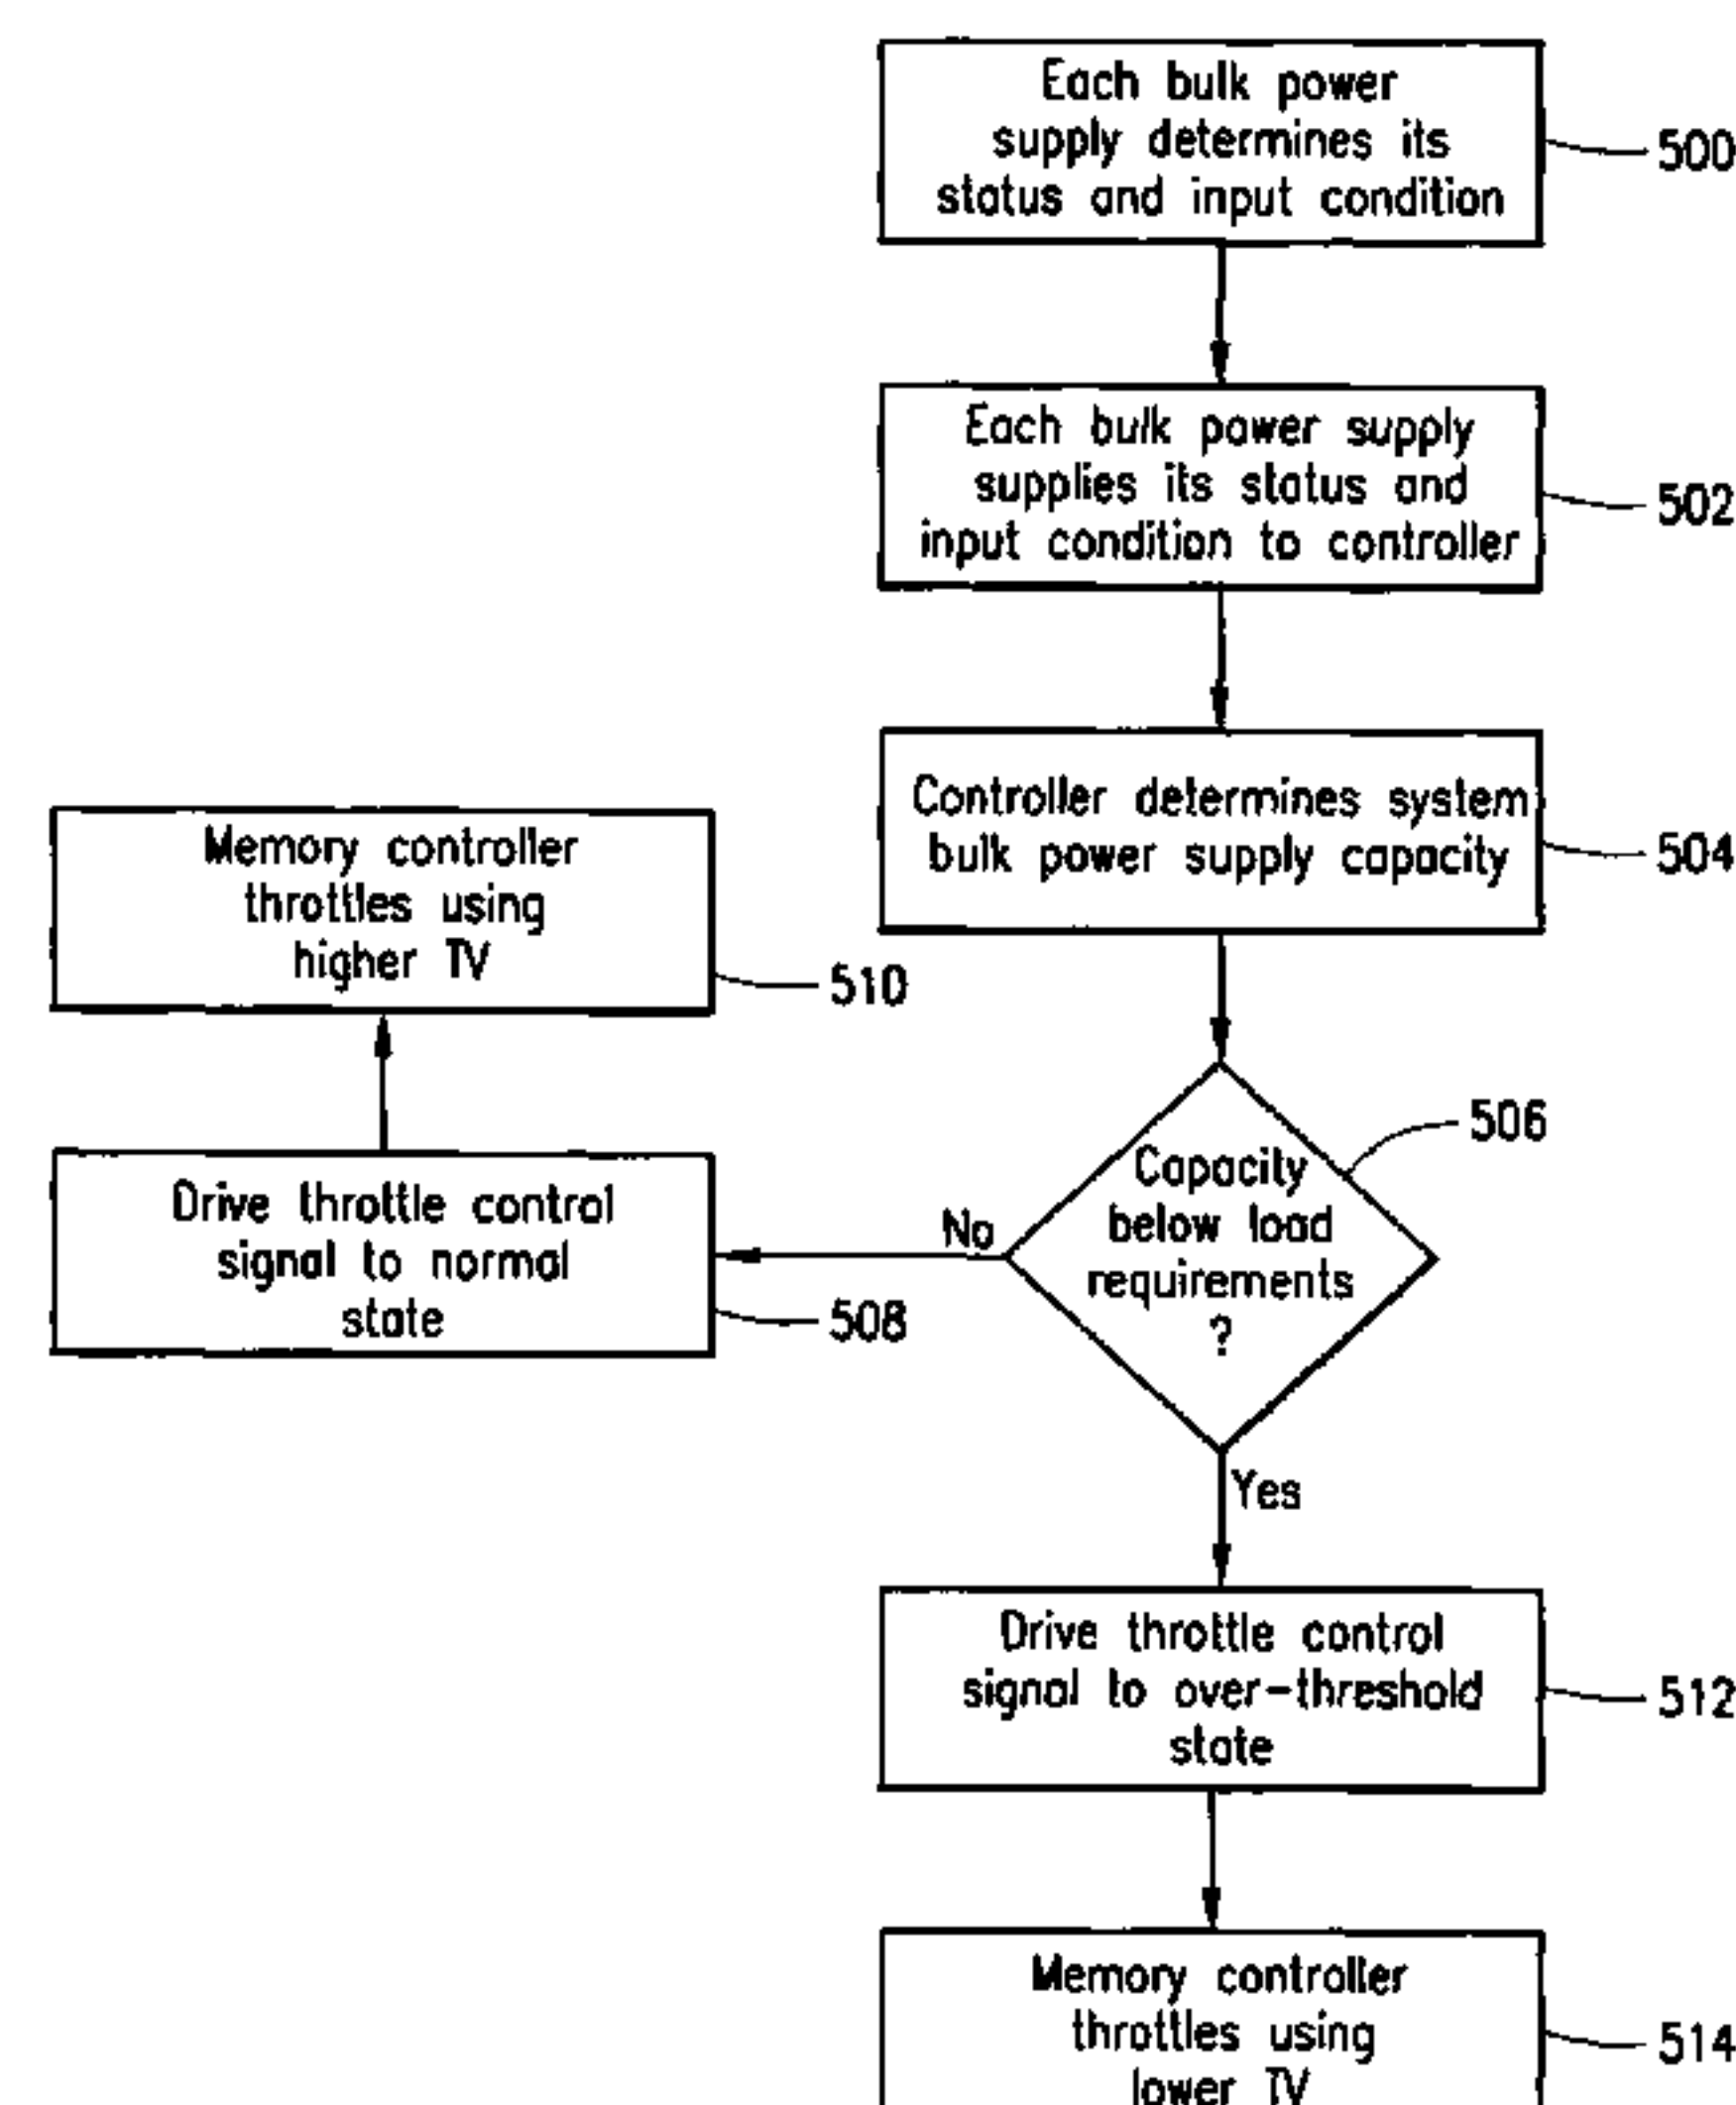 Each bulk power
supply determines its
status and input condition
500
Each bulk power supply
supplies its status and
input condition to controller
502
Controller determines system
bulk power supply capacity
504
Memory controller
throttles using
higher TV
510
506
Capacity
below load
requirements
?
No
Drive throttle control
signal to normal
state
508
Yes
Drive throttle control
signal to over-threshold
state
512
Memory controller
throttles using
lower TV
514